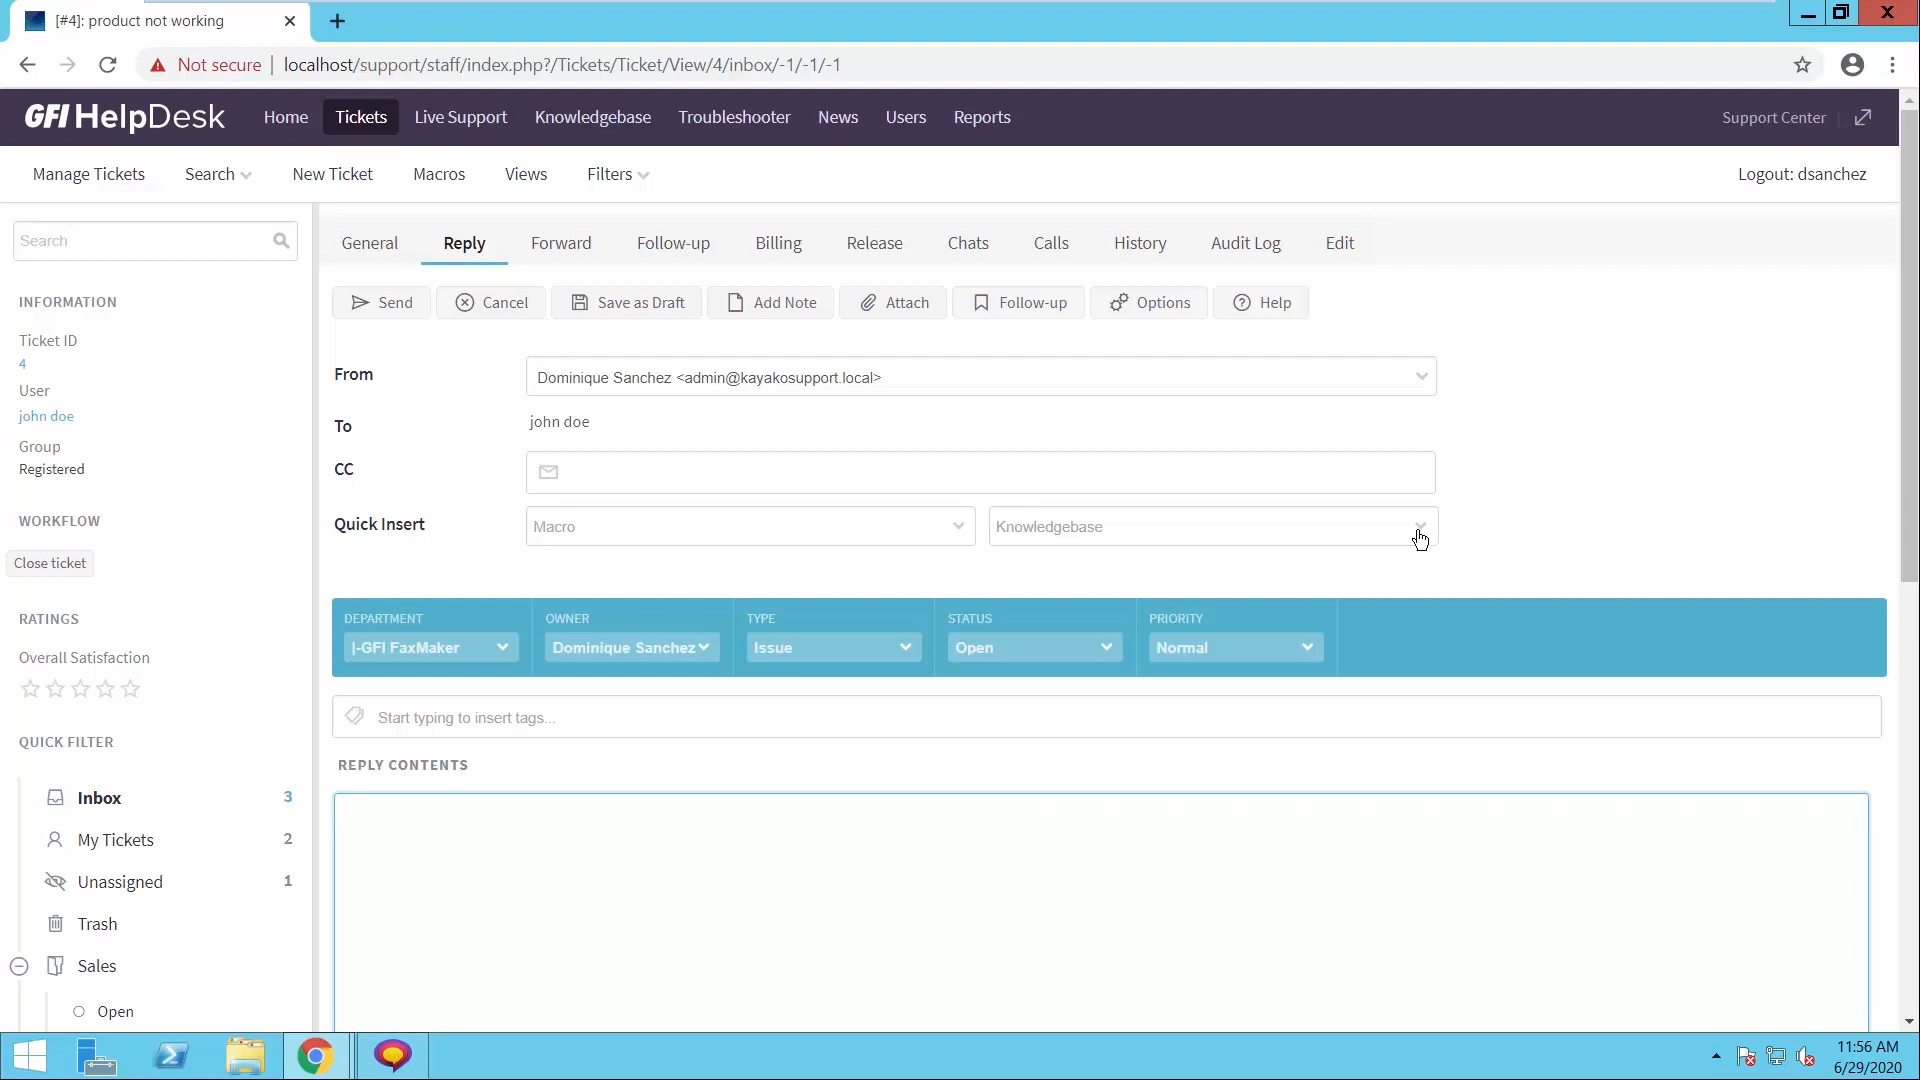 [#4]: product not working
Not secure | localhost/support/staff/index.php?/Tickets/Ticket/View/4/inbox/-1/-1/-1
GFI HelpDesk Home Tickets Live Support Knowledgebase Troubleshooter News Users Reports Support Center
Manage Tickets Search New Ticket Macros Views Filters Logout: dsanchez
Search
INFORMATION
Ticket ID
4
User
john doe
Group
Registered
WORKFLOW
Close ticket
RATINGS
Overall Satisfaction
QUICK FILTER
Inbox 3
My Tickets 2
Unassigned 1
Trash
Sales
Open
General Reply Forward Follow-up Billing Release Chats Calls History Audit Log Edit
Send Cancel Save as Draft Add Note Attach Follow-up Options Help
From Dominique Sanchez <admin@kayakosupport.local>
To john doe
CC
Quick Insert Macro Knowledgebase
DEPARTMENT OWNER TYPE STATUS PRIORITY
|-GFI FaxMaker Dominique Sanchez Issue Open Normal
Start typing to insert tags...
REPLY CONTENTS
11:56 AM
6/29/2020